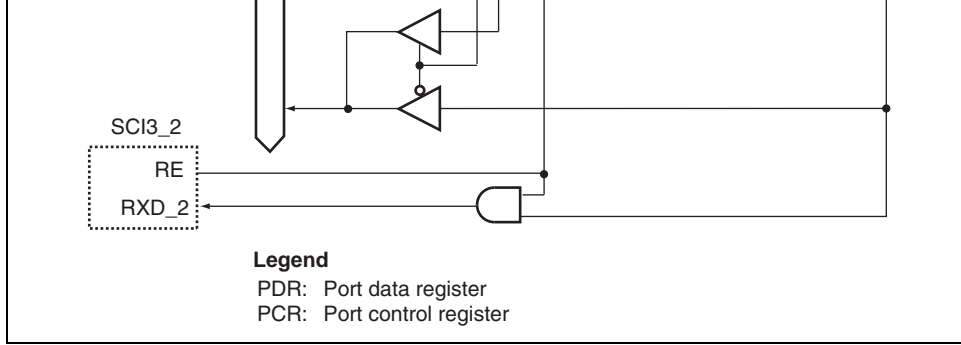 SCI3_2
RE
RXD_2
Legend
PDR: Port data register
PCR: Port control register